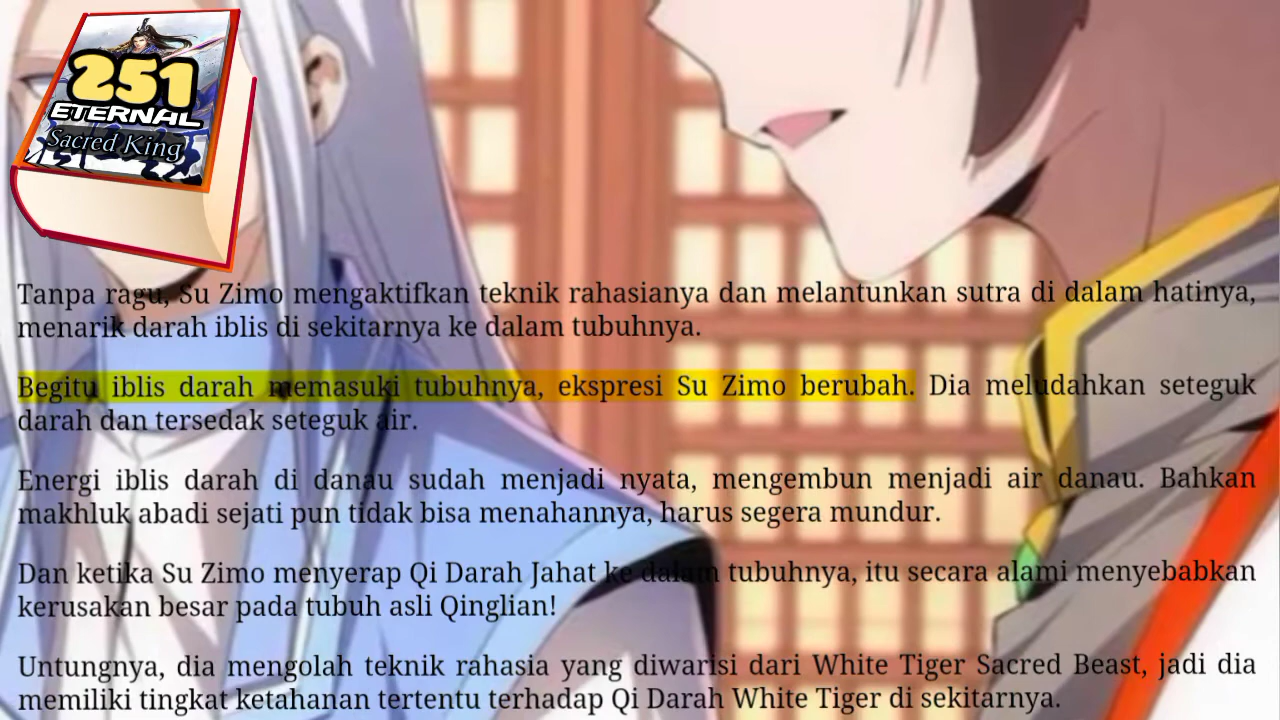 251
ETERNAL
Sacred King
Tanpa ragu, Su Zimo mengaktifkan teknik rahasianya dan melantunkan sutra di dalam hatinya,
menarik darah iblis di sekitarnya ke dalam tubuhnya.
Begitu iblis darah memasuki tubuhnya, ekspresi Su Zimo berubah. Dia meludahkan seteguk
darah dan tersedak seteguk air.
Energi iblis darah di danau sudah menjadi nyata, mengembun menjadi air danau. Bahkan
makhluk abadi sejati pun tidak bisa menahannya, harus segera mundur.
Dan ketika Su Zimo menyerap Qi Darah Jahat ke dalam tubuhnya, itu secara alami menyebabkan
kerusakan besar pada tubuh asli Qinglian!
Untungnya, dia mengolah teknik rahasia yang diwarisi dari White Tiger Sacred Beast, jadi dia
memiliki tingkat ketahanan tertentu terhadap Qi Darah White Tiger di sekitarnya.